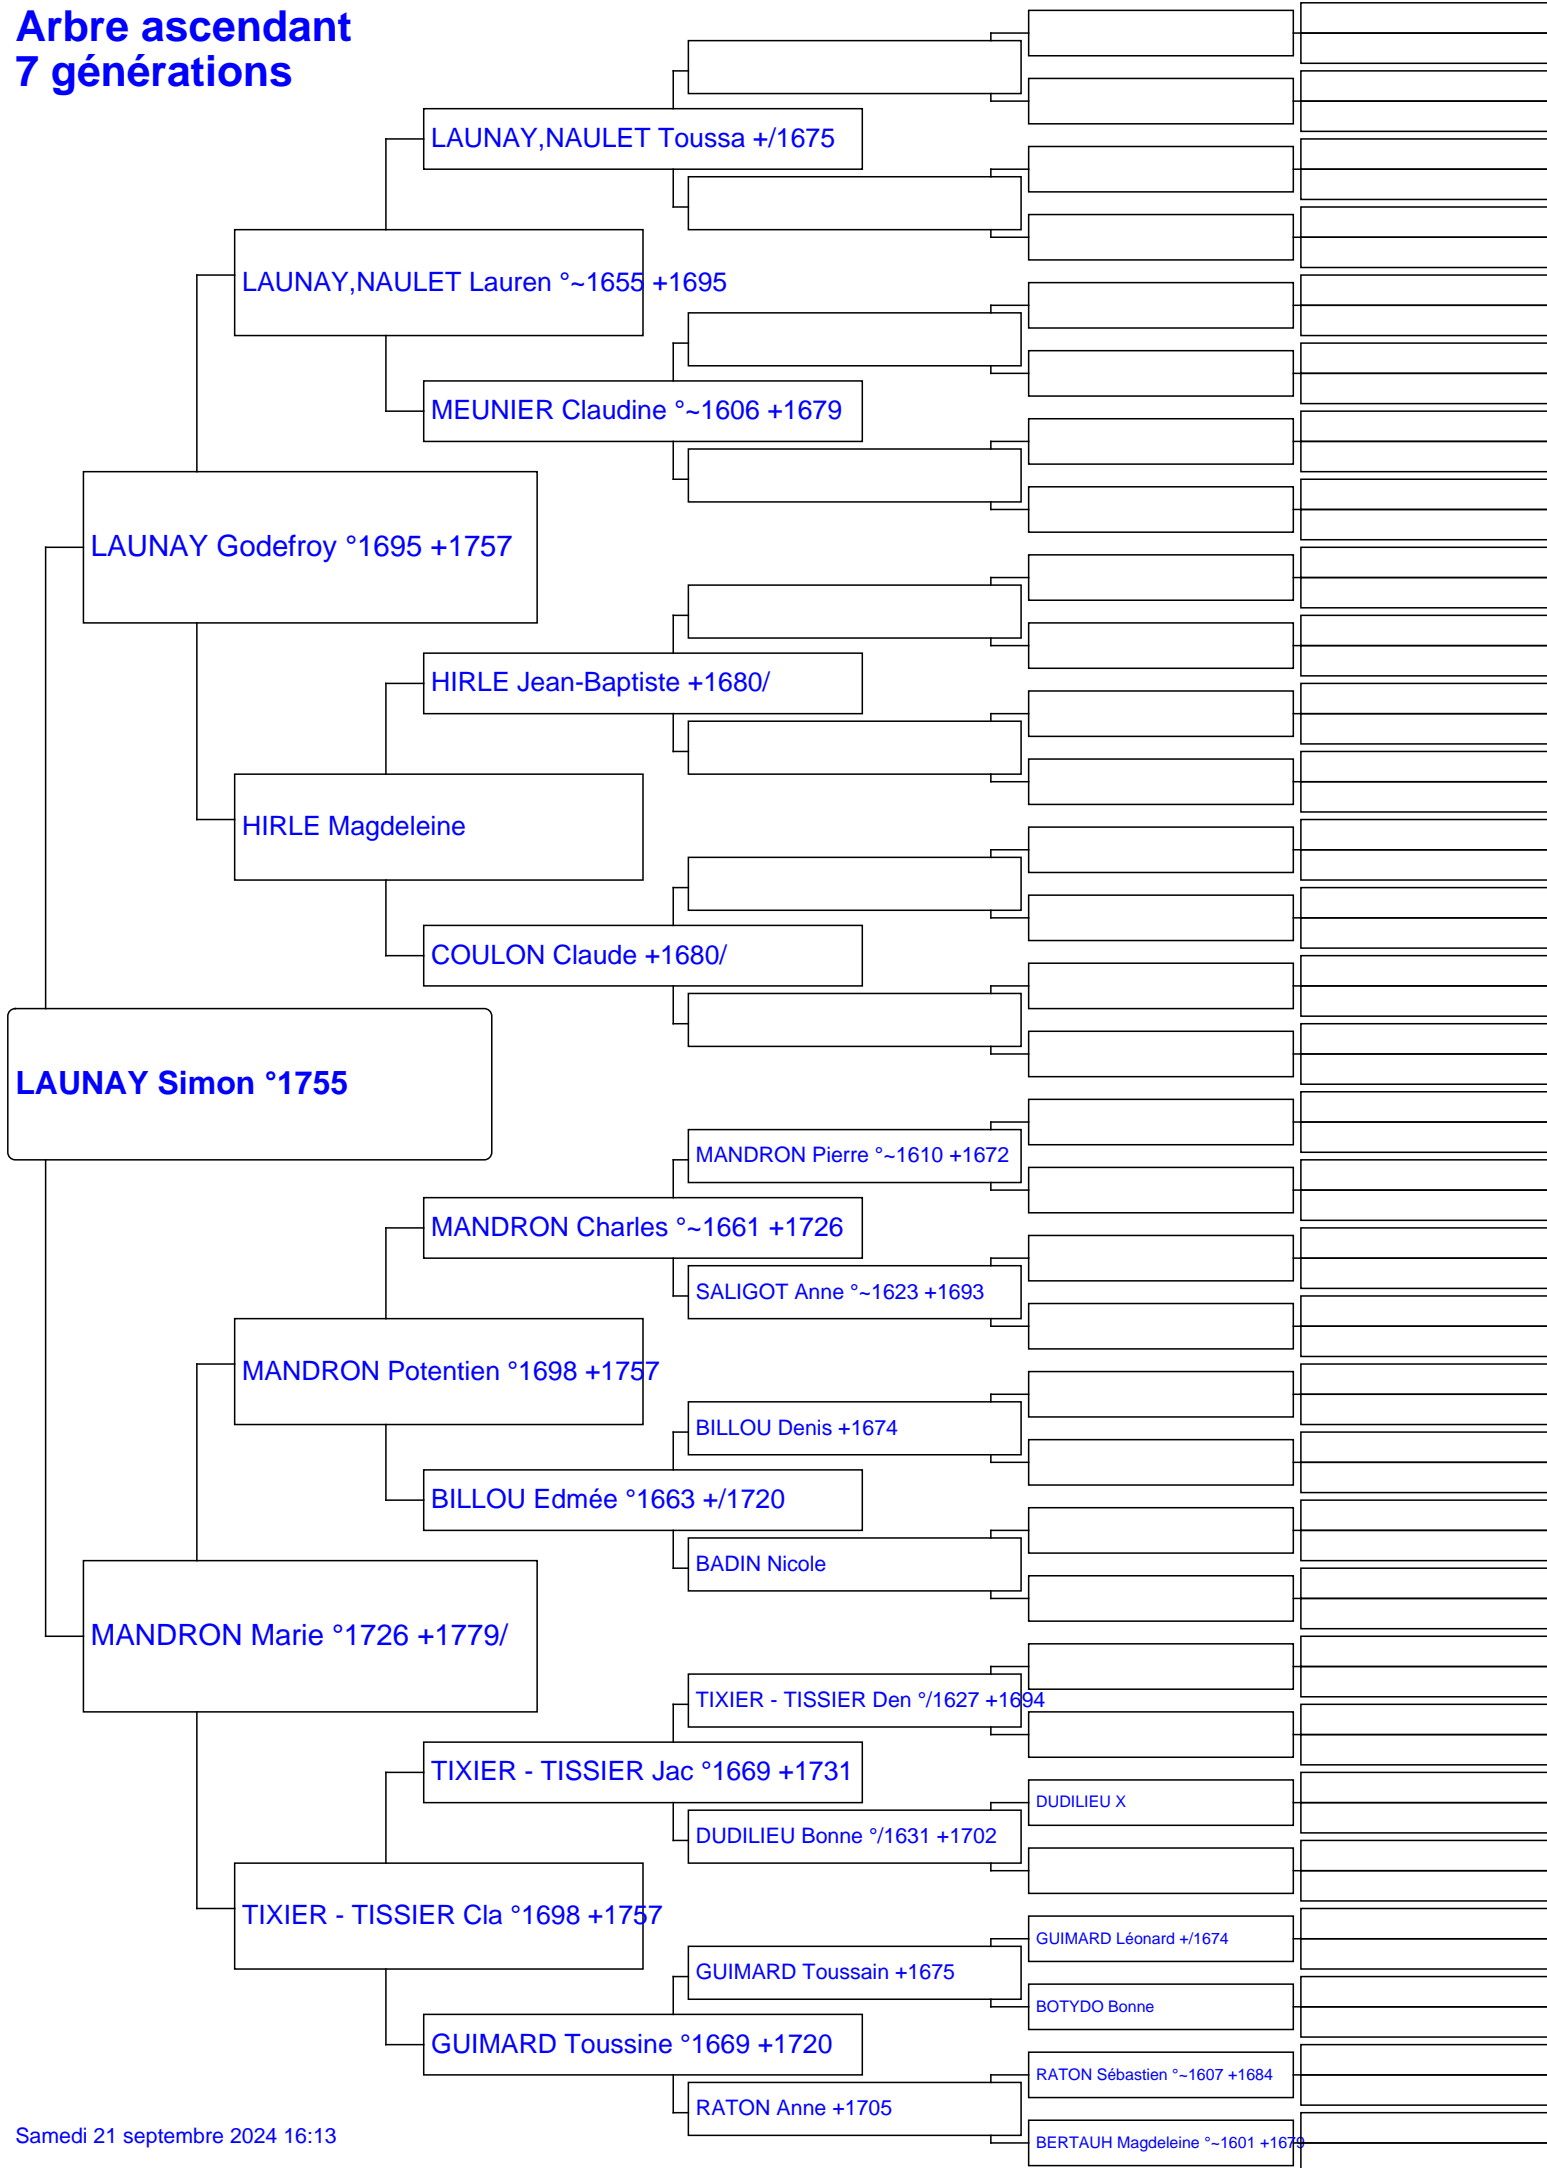 Arbre ascendant
7 générations
LAUNAY,NAULET Toussa +/1675
LAUNAY,NAULET Lauren °~1655 +1695
MEUNIER Claudine °~1606 +1679
LAUNAY Godefroy °1695 +1757
HIRLE Jean-Baptiste +1680/
HIRLE Magdeleine
COULON Claude +1680/
LAUNAY Simon °1755
MANDRON Pierre °~1610 +1672
MANDRON Charles °~1661 +1726
SALIGOT Anne °~1623 +1693
MANDRON Potentien °1698 +1757
BILLOU Denis +1674
BILLOU Edmée °1663 +/1720
BADIN Nicole
MANDRON Marie °1726 +1779/
TIXIER - TISSIER Den °/1627 +1694
TIXIER - TISSIER Jac °1669 +1731
DUDILIEU X
DUDILIEU Bonne °/1631 +1702
TIXIER - TISSIER Cla °1698 +1757
GUIMARD Léonard +/1674
GUIMARD Toussain +1675
BOTYDO Bonne
GUIMARD Toussine °1669 +1720
RATON Sébastien °~1607 +1684
RATON Anne +1705
BERTAUH Magdeleine °~1601 +1679
Samedi 21 septembre 2024 16:13